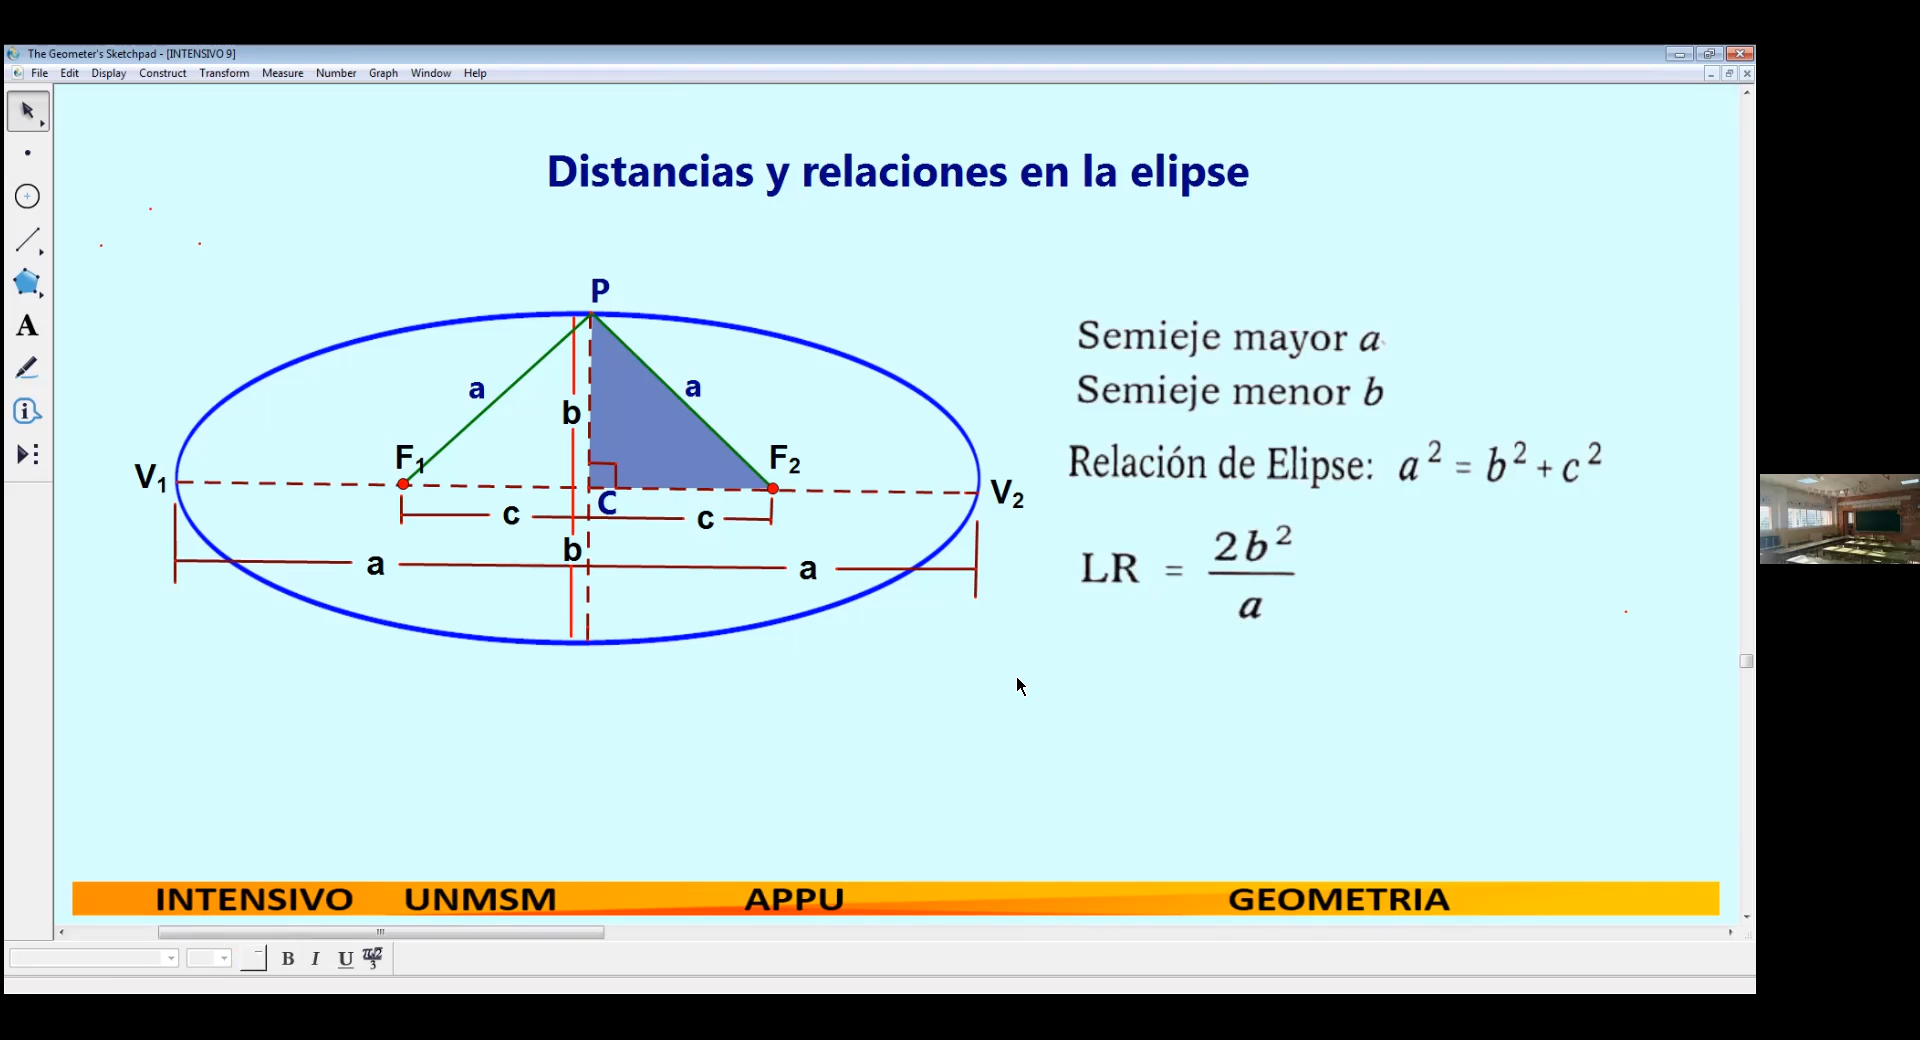 The Geometer's Sketchpad - [INTENSIVO 9]
File Edit Display Construct Transform Measure Number Graph Window Help
Distancias y relaciones en la elipse
P
a a
b
F1 F2
V1 V2
C
c c
b
a a
Semieje mayor a
Semieje menor b
Relación de Elipse: a² = b² + c²
LR = 2b² / a
A
INTENSIVO UNMSM APPU GEOMETRIA
B I U